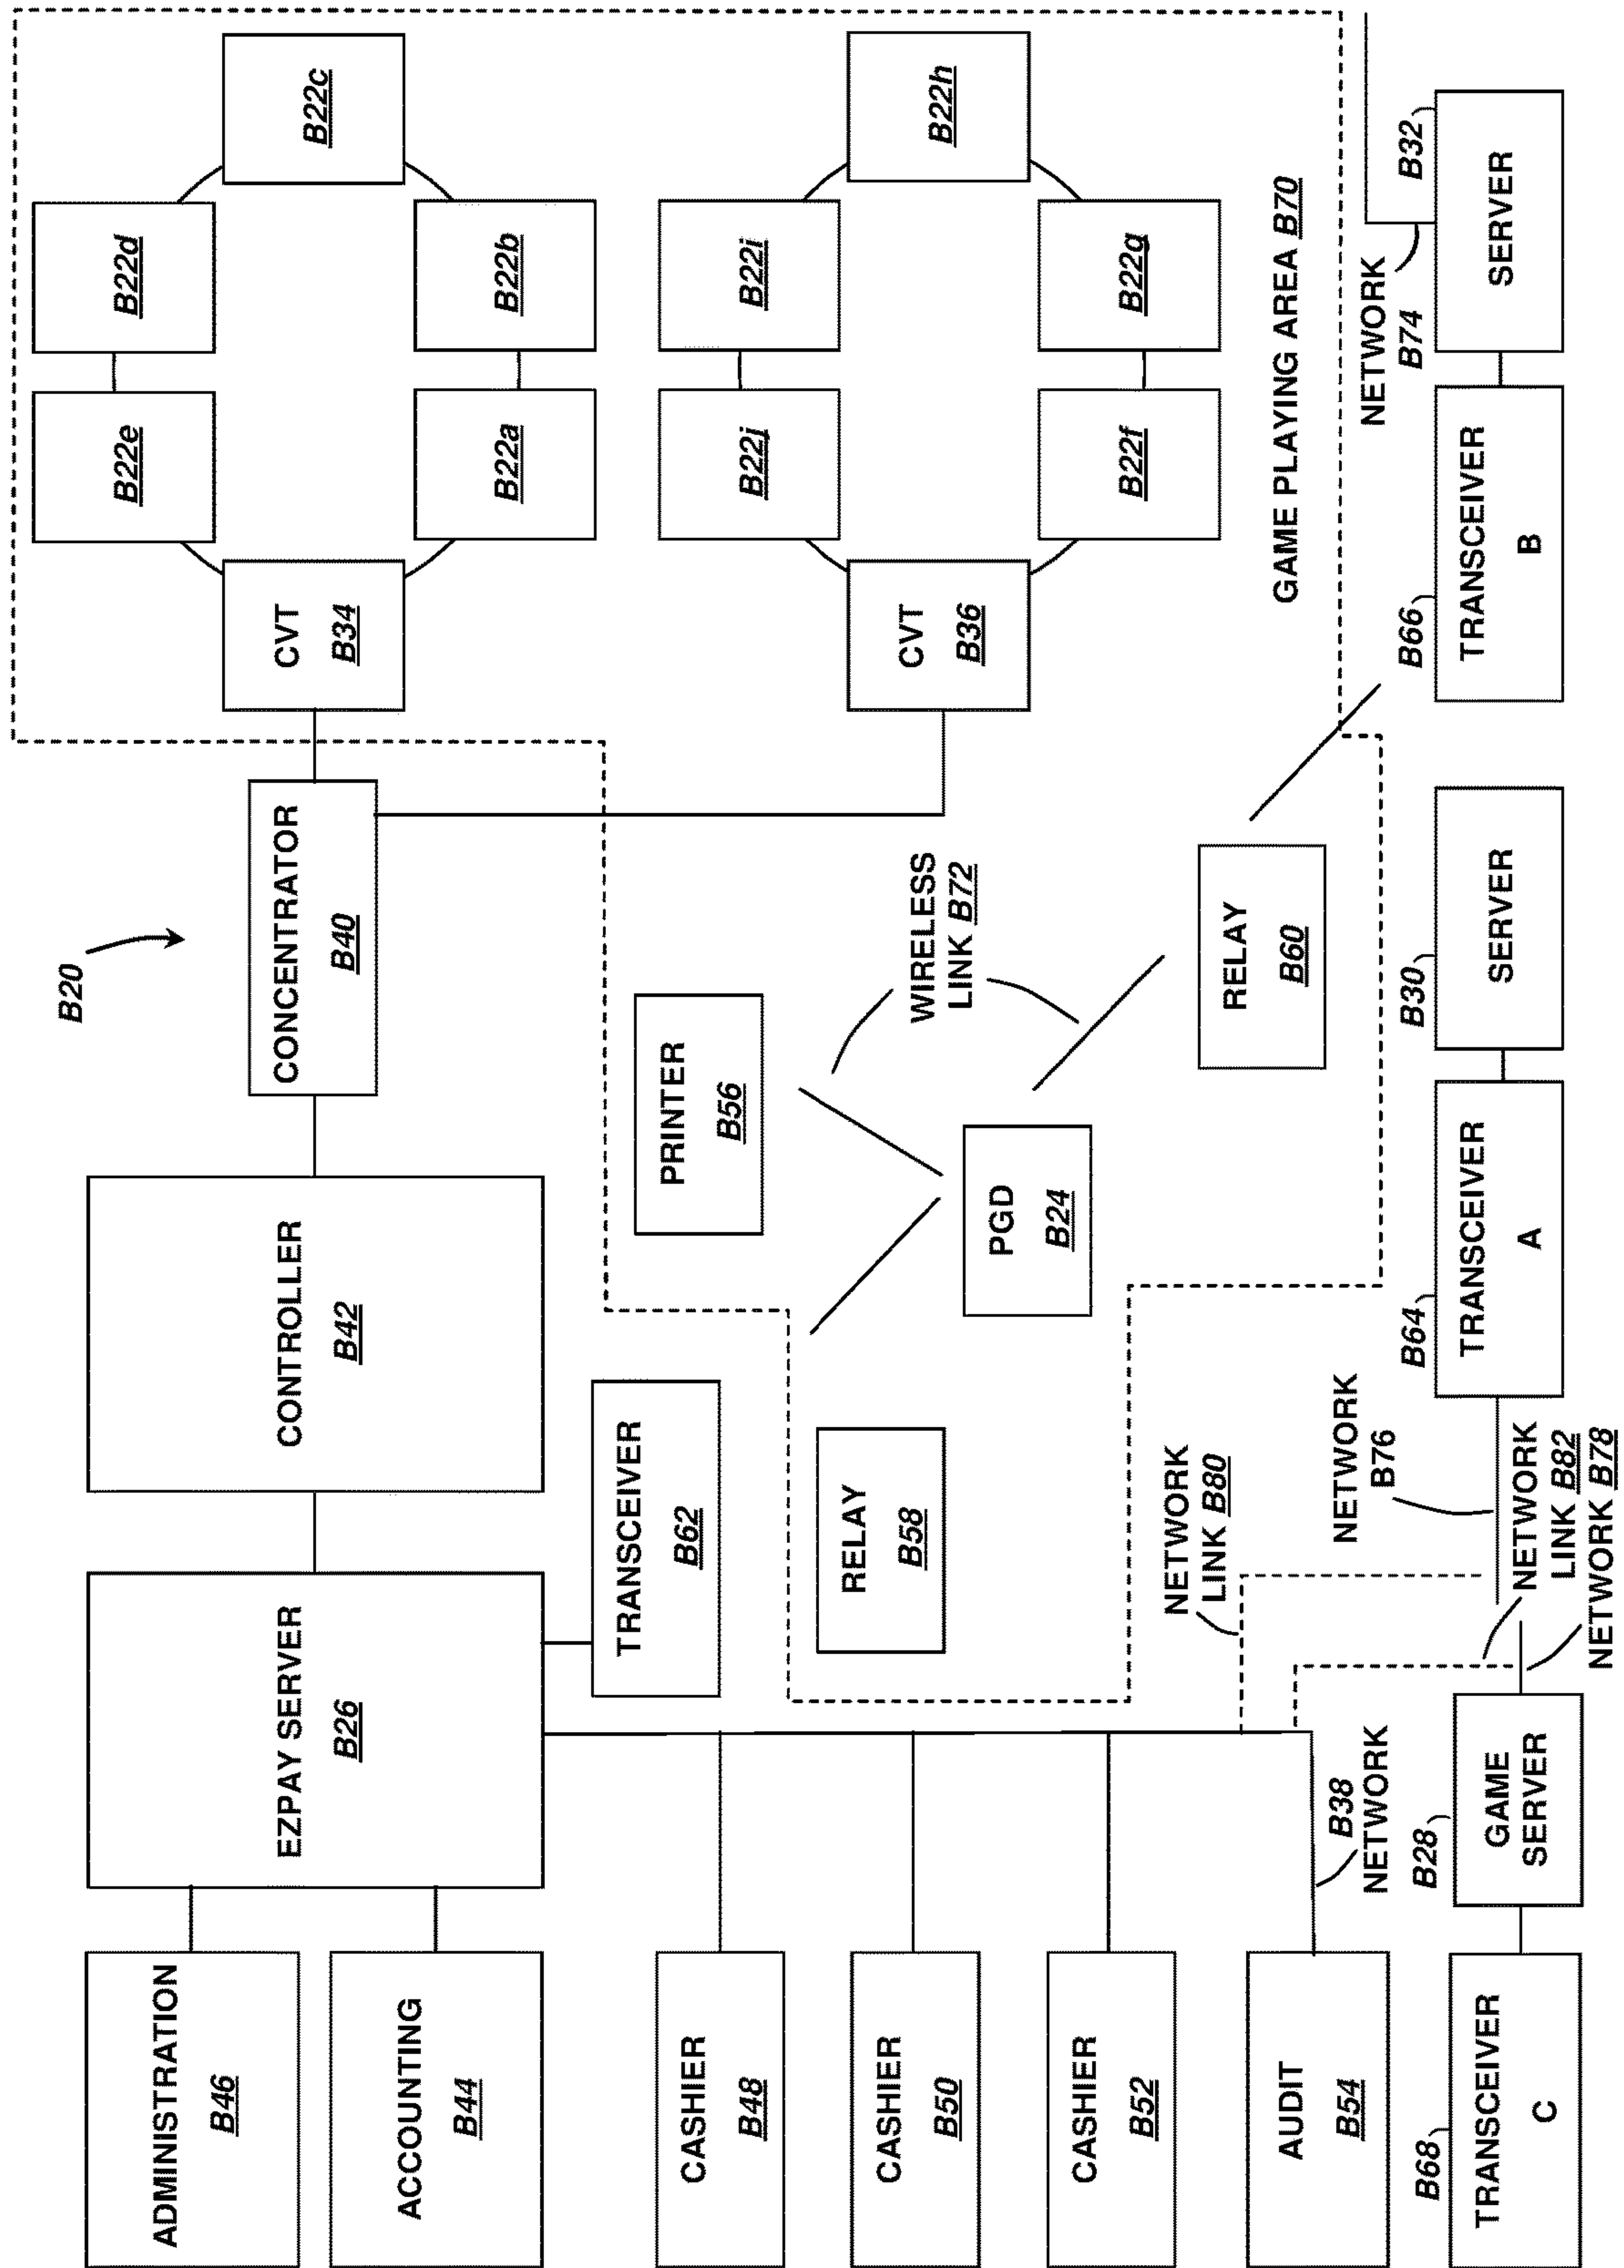 B20
ADMINISTRATION
B46
ACCOUNTING
B44
EZPAY SERVER
B26
CONTROLLER
B42
CONCENTRATOR
B40
CVT
B34
B22e
B22d
B22c
B22a
B22b
CASHIER
B48
CASHIER
B50
CASHIER
B52
AUDIT
B54
TRANSCEIVER
B62
RELAY
B58
PRINTER
B56
PGD
B24
WIRELESS
LINK B72
RELAY
B60
CVT
B36
B22j
B22i
B22h
B22f
B22g
GAME PLAYING AREA B70
B38
NETWORK
NETWORK
LINK B80
NETWORK
B76
NETWORK
LINK B82
NETWORK B78
B68
TRANSCEIVER
C
B28
GAME
SERVER
B64
TRANSCEIVER
A
B30
SERVER
B66
TRANSCEIVER
B
NETWORK
B74
B32
SERVER